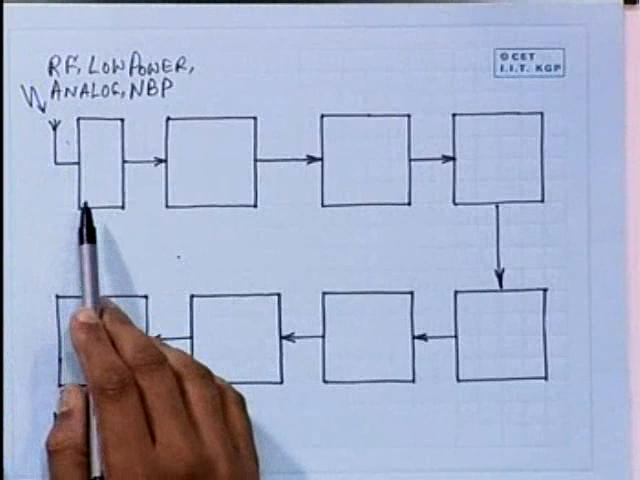 RF, LOW POWER,
ANALOG, NBP
©CET
I.I.T. KGP